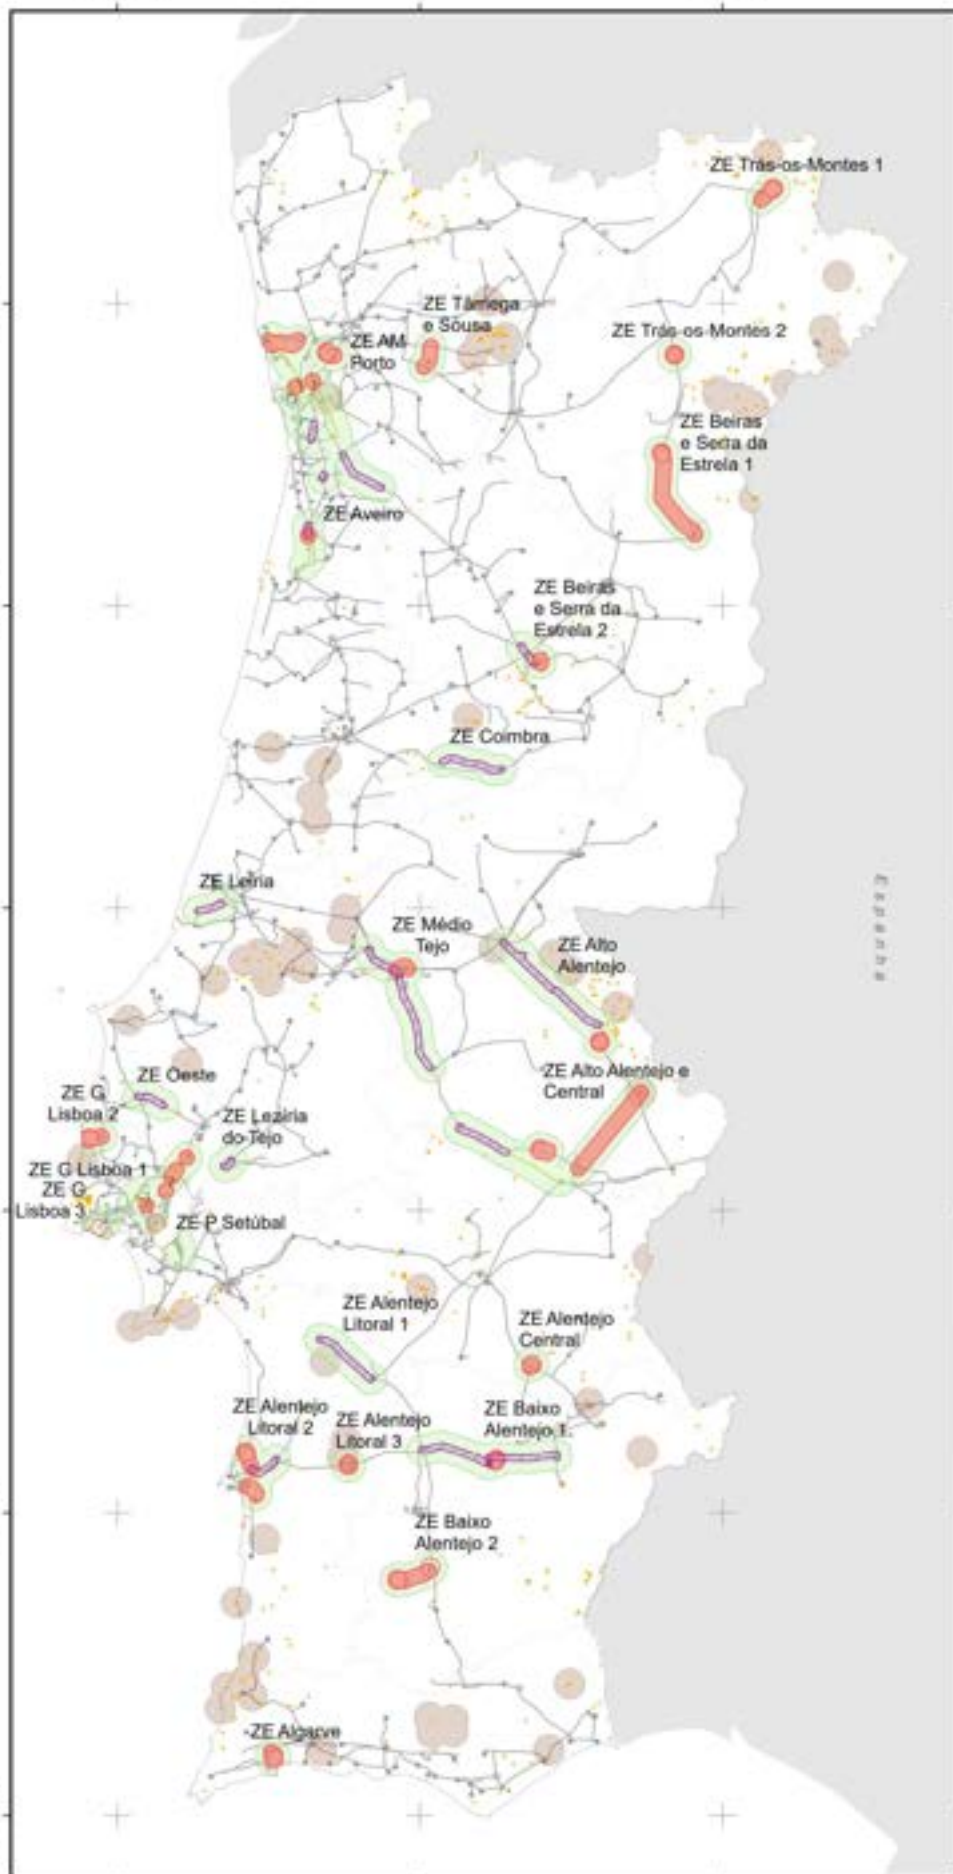 ZE Trás-os-Montes 1
ZE Tâmega
e Sousa
ZE Trás-os-Montes 2
ZE AM
Porto
ZE Beiras
e Serra da
Estrela 1
ZE Aveiro
ZE Beiras
e Serra da
Estrela 2
ZE Coimbra
ZE Leiria
Espanha
ZE Médio
Tejo
ZE Alto
Alentejo
ZE Alto Alentejo e
Central
ZE Oeste
ZE G
Lisboa 2
ZE Lezíria
do Tejo
ZE G Lisboa 1
ZE G
Lisboa 3
ZE P Setúbal
ZE Alentejo
Litoral 1
ZE Alentejo
Central
ZE Alentejo
Litoral 2
ZE Alentejo
Litoral 3
ZE Baixo
Alentejo 1
ZE Baixo
Alentejo 2
ZE Algarve